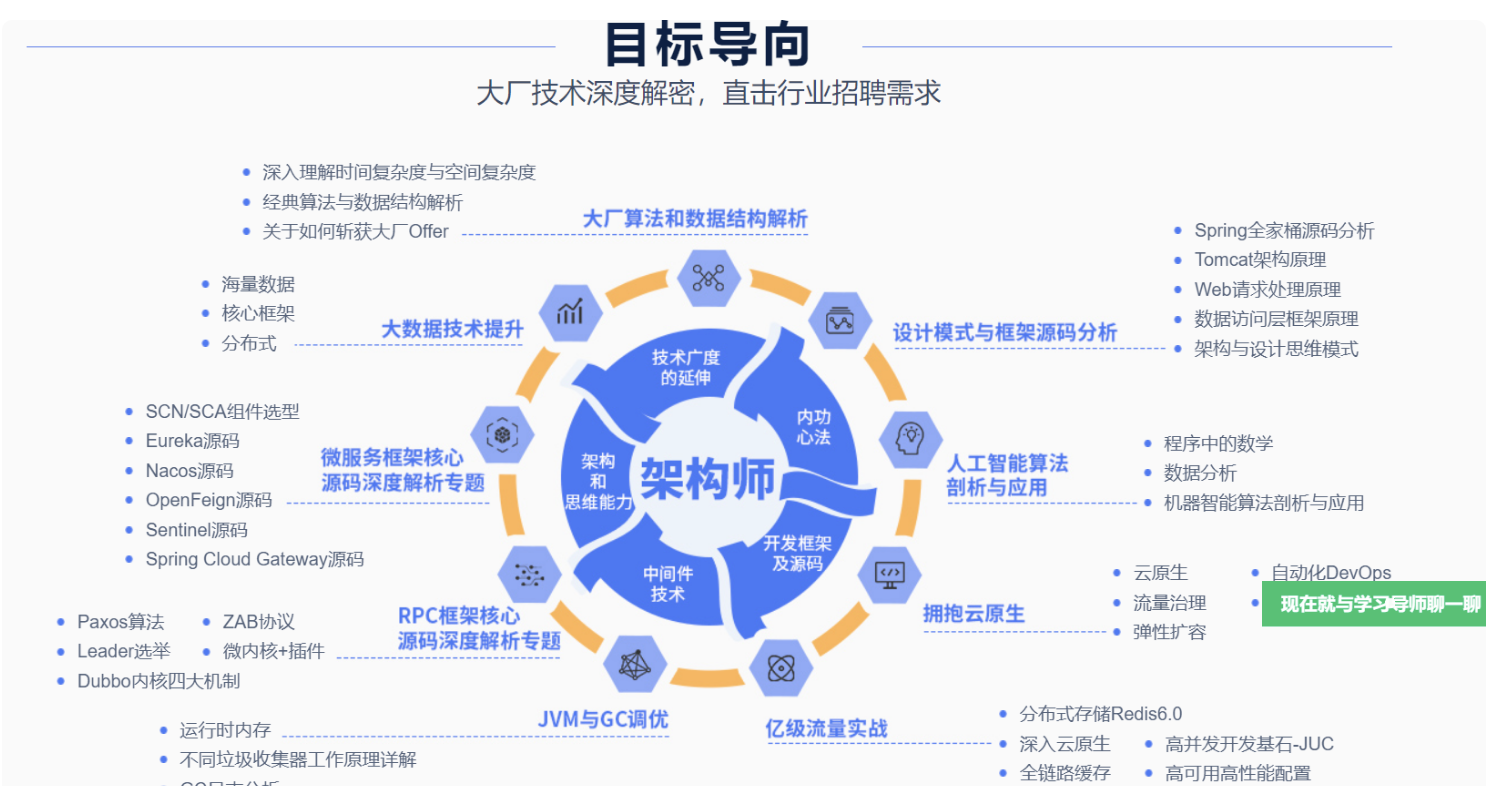 目标导向
大厂技术深度解密，直击行业招聘需求
深入理解时间复杂度与空间复杂度
经典算法与数据结构解析
关于如何斩获大厂Offer
大厂算法和数据结构解析
海量数据
核心框架
分布式
大数据技术提升
Spring全家桶源码分析
Tomcat架构原理
Web请求处理原理
数据访问层框架原理
架构与设计思维模式
设计模式与框架源码分析
技术广度
的延伸
内功
心法
架构
和
思维能力
架构师
开发框架
及源码
中间件
技术
SCN/SCA组件选型
Eureka源码
Nacos源码
OpenFeign源码
Sentinel源码
Spring Cloud Gateway源码
微服务框架核心
源码深度解析专题
人工智能算法
剖析与应用
程序中的数学
数据分析
机器智能算法剖析与应用
云原生
自动化DevOps
流量治理
弹性扩容
现在就与学习导师聊一聊
拥抱云原生
Paxos算法
ZAB协议
Leader选举
微内核+插件
Dubbo内核四大机制
RPC框架核心
源码深度解析专题
运行时内存
不同垃圾收集器工作原理详解
JVM与GC调优
亿级流量实战
分布式存储Redis6.0
深入云原生
高并发开发基石-JUC
全链路缓存
高可用高性能配置